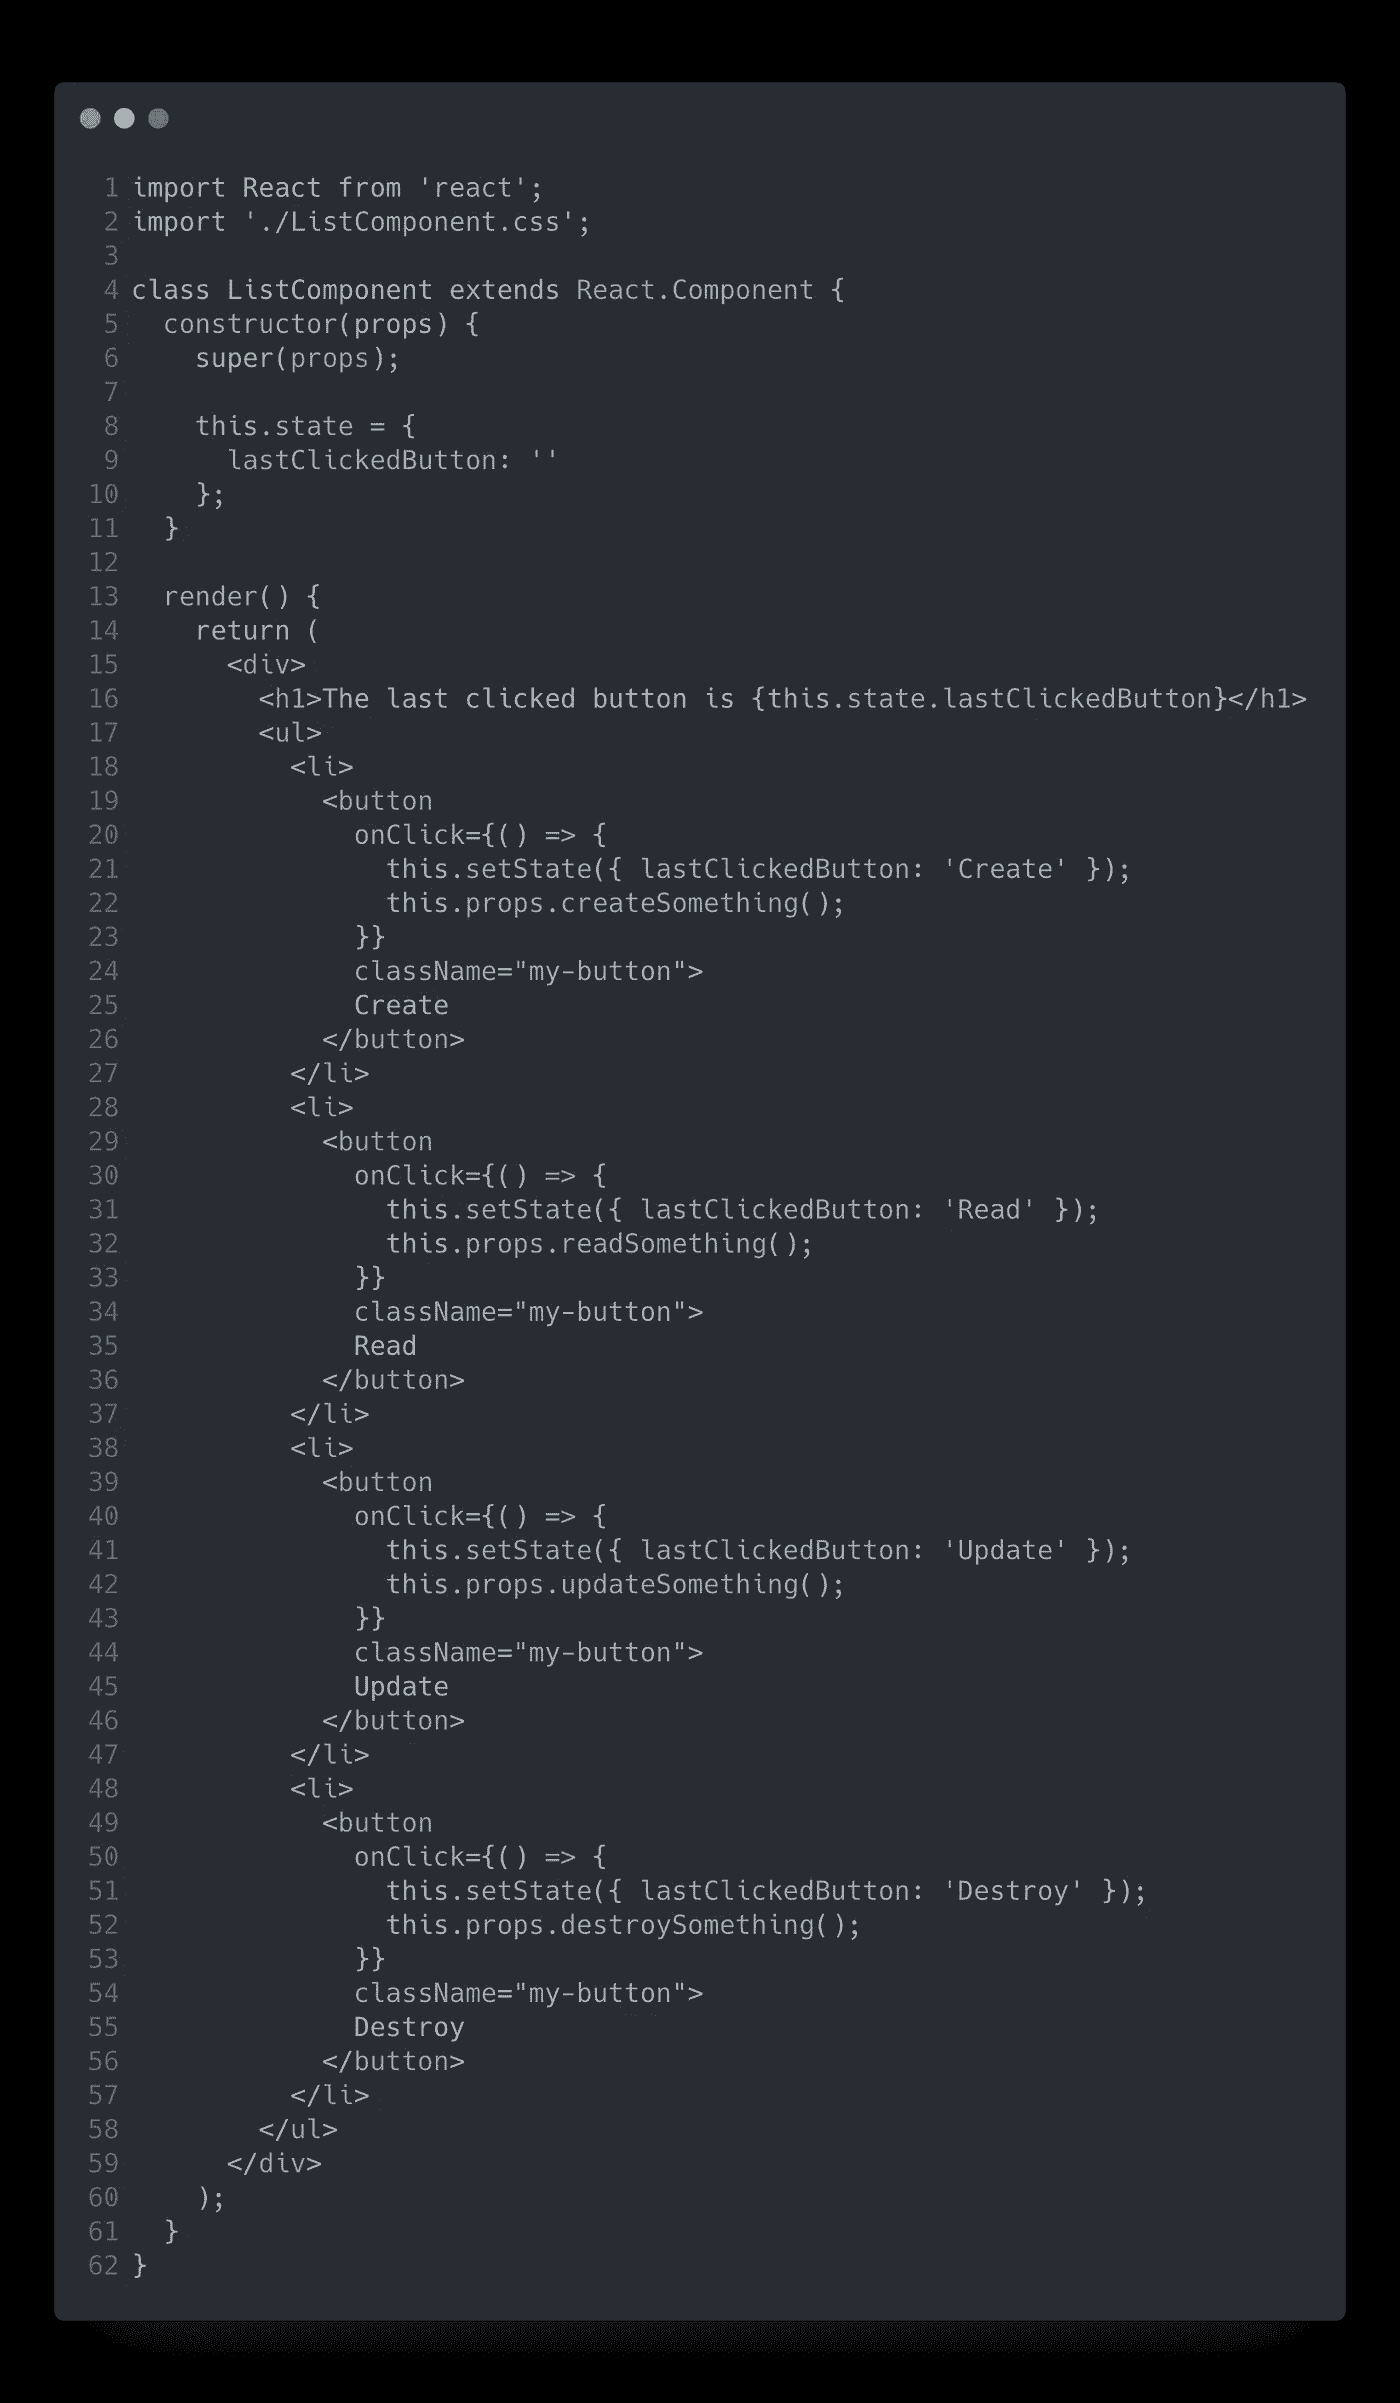 1 import React from 'react';
2 import './ListComponent.css';
3
4 class ListComponent extends React.Component {
5   constructor(props) {
6     super(props);
7
8     this.state = {
9       lastClickedButton: ''
10     };
11   }
12
13   render() {
14     return (
15       <div>
16         <h1>The last clicked button is {this.state.lastClickedButton}</h1>
17         <ul>
18           <li>
19             <button
20               onClick={() => {
21                 this.setState({ lastClickedButton: 'Create' });
22                 this.props.createSomething();
23               }}
24               className="my-button">
25               Create
26             </button>
27           </li>
28           <li>
29             <button
30               onClick={() => {
31                 this.setState({ lastClickedButton: 'Read' });
32                 this.props.readSomething();
33               }}
34               className="my-button">
35               Read
36             </button>
37           </li>
38           <li>
39             <button
40               onClick={() => {
41                 this.setState({ lastClickedButton: 'Update' });
42                 this.props.updateSomething();
43               }}
44               className="my-button">
45               Update
46             </button>
47           </li>
48           <li>
49             <button
50               onClick={() => {
51                 this.setState({ lastClickedButton: 'Destroy' });
52                 this.props.destroySomething();
53               }}
54               className="my-button">
55               Destroy
56             </button>
57           </li>
58         </ul>
59       </div>
60     );
61   }
62 }